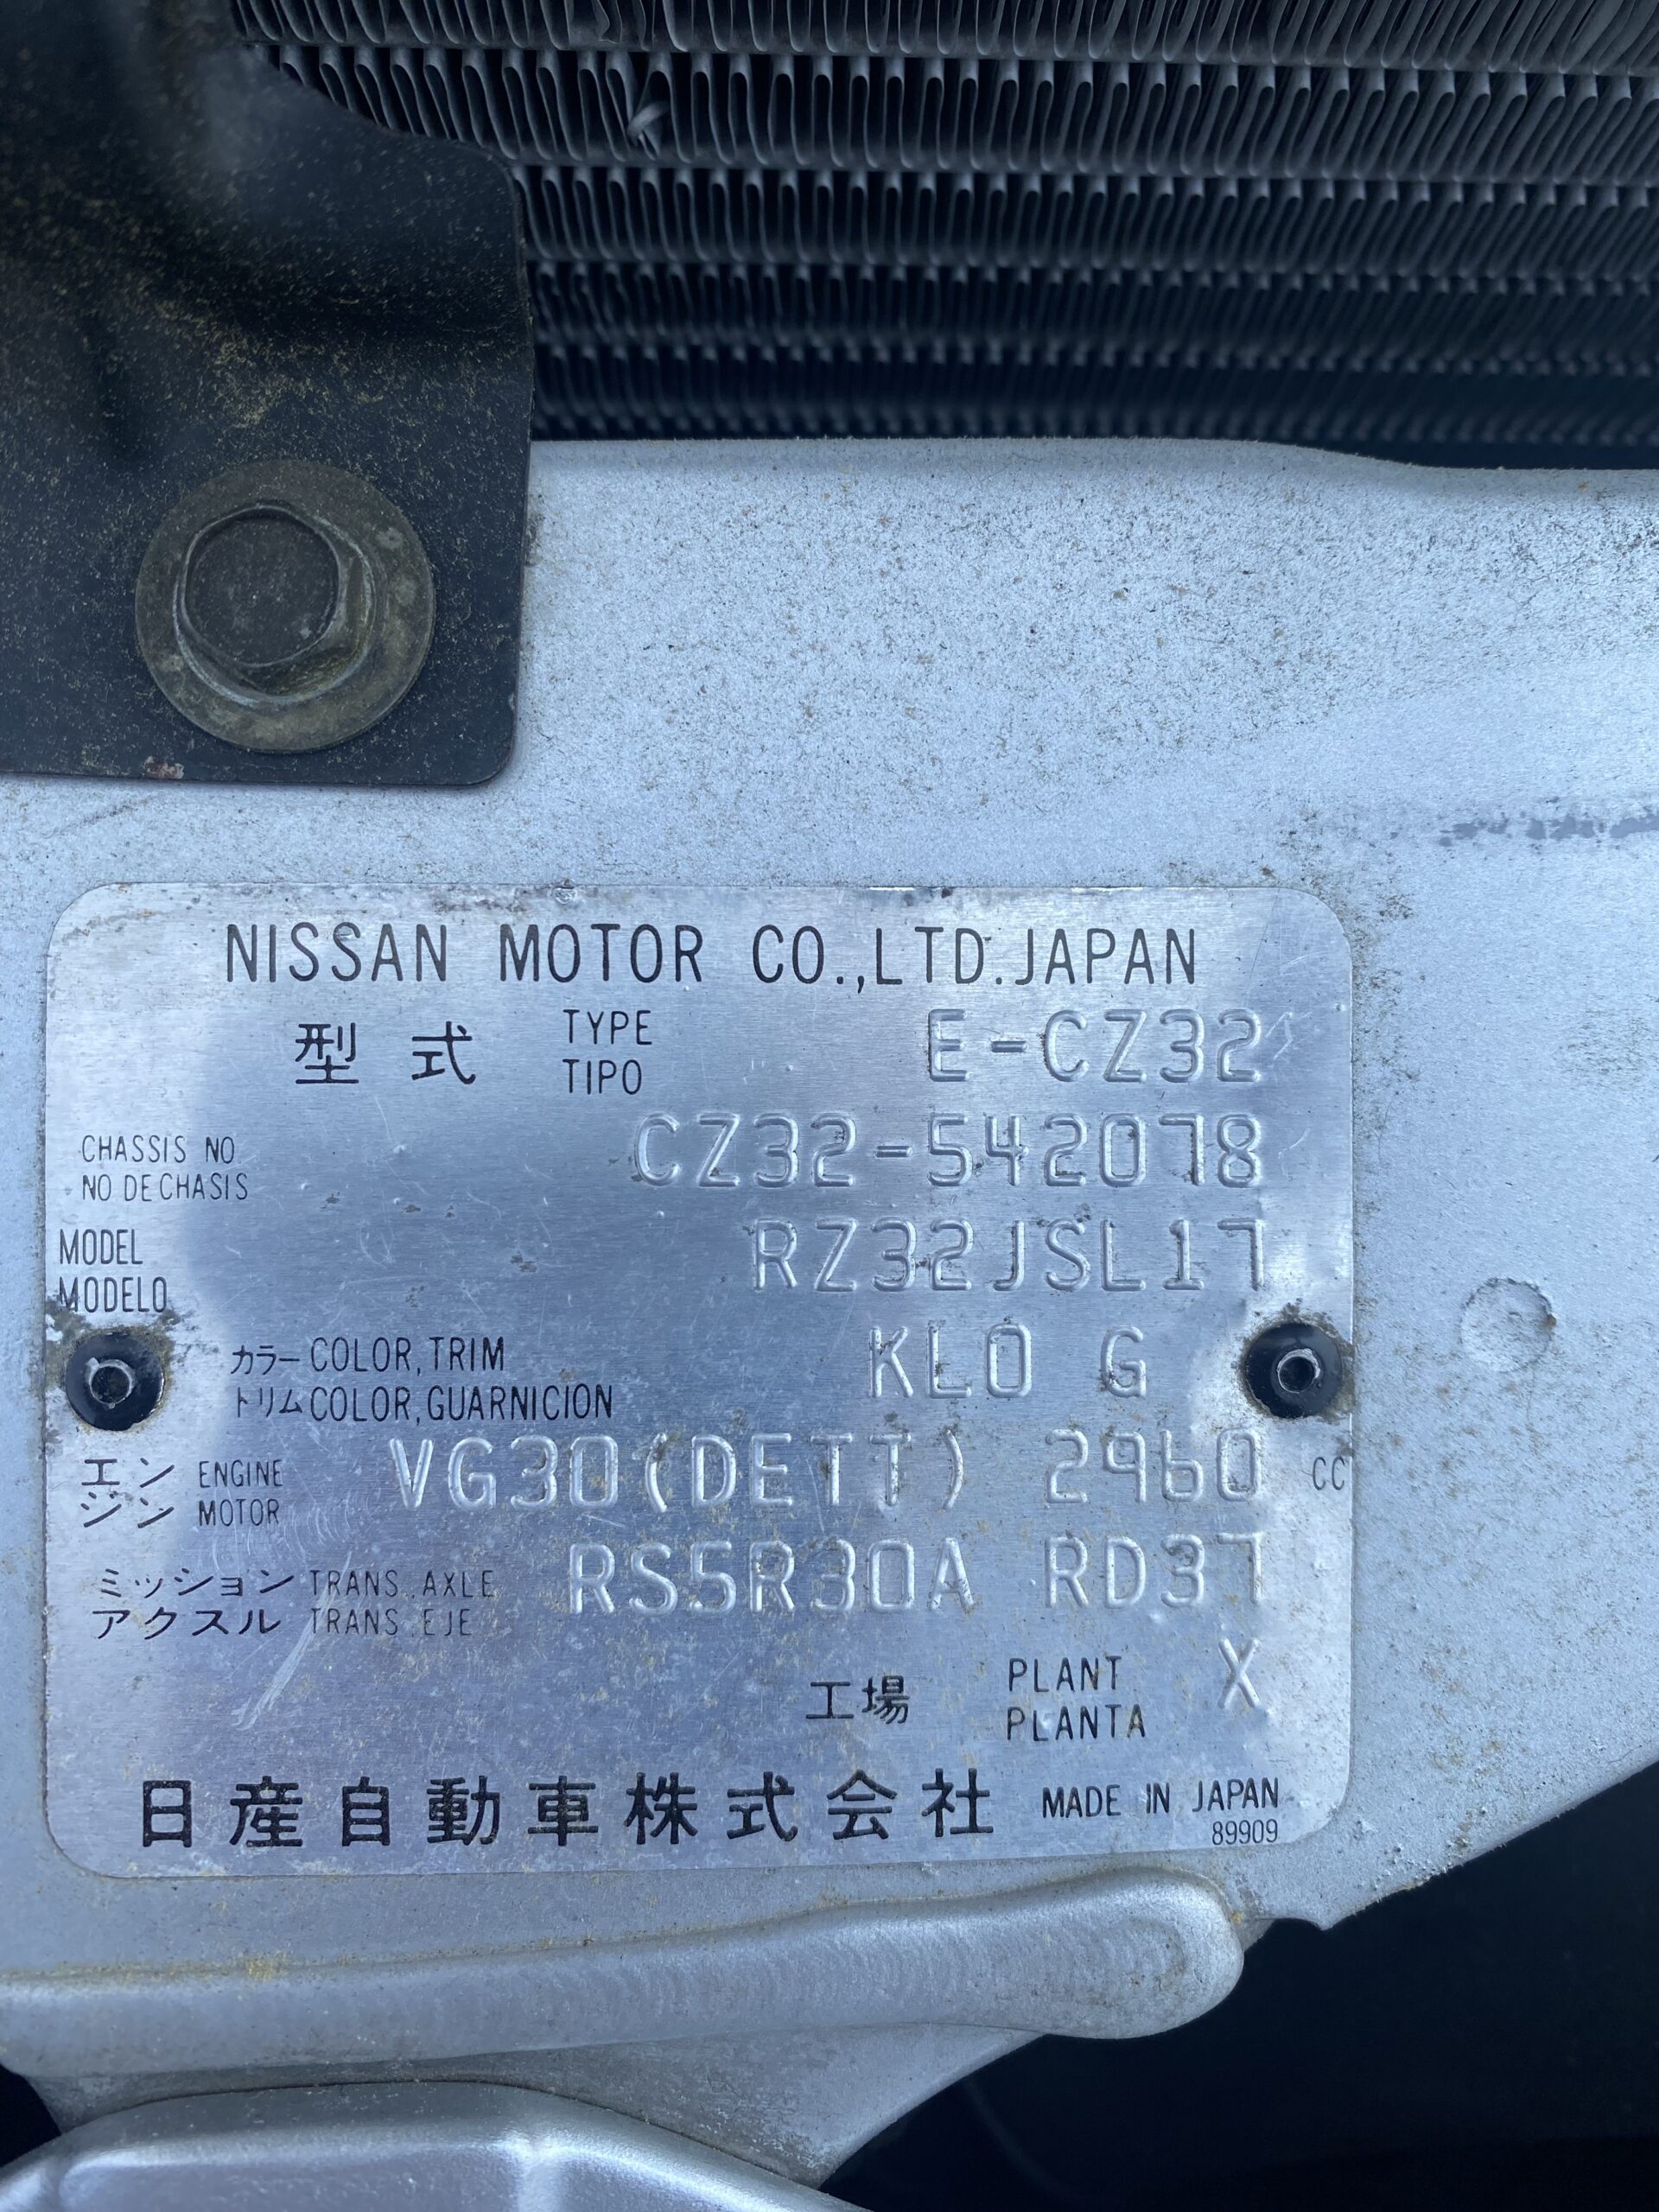 NISSAN MOTOR CO.,LTD.JAPAN
型式 TYPE E-CZ32
TIPO
CHASSIS NO. CZ32-542078
NO DE CHASIS
MODEL RZ32JSL17
MODELO
カラー COLOR,TRIM KL0 G
トリム COLOR,GUARNICION
エン ENGINE VG30(DETT) 2960 CC
ジン MOTOR
ミッション TRANS.,AXLE RS5R30A RD37
アクスル TRANS.,EJE
工場 PLANT X
PLANTA
日産自動車株式会社 MADE IN JAPAN
89909